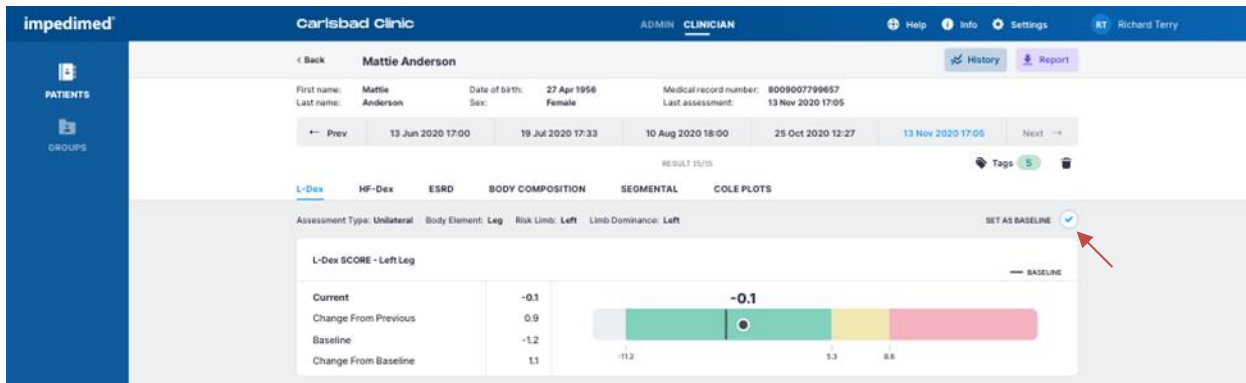 impedimed®
Carlsbad Clinic
ADMIN CLINICIAN
Help Info Settings
RT Richard Terry
PATIENTS
GROUPS
< Back Mattie Anderson
History Report
First name: Mattie Date of birth: 27 Apr 1956 Medical record number: 8009007799657
Last name: Anderson Sex: Female Last assessment: 13 Nov 2020 17:05
← Prev 13 Jun 2020 17:00 19 Jul 2020 17:33 10 Aug 2020 18:00 25 Oct 2020 12:27 13 Nov 2020 17:05 Next →
RESULT 15/15 Tags 5
L-Dex HF-Dex ESRD BODY COMPOSITION SEGMENTAL COLE PLOTS
Assessment Type: Unilateral Body Element: Leg Risk Limb: Left Limb Dominance: Left SET AS BASELINE
L-Dex SCORE - Left Leg
BASELINE
Current -0.1
Change From Previous 0.9
Baseline -1.2
Change From Baseline 1.1
-0.1
-11.2 5.3 8.8